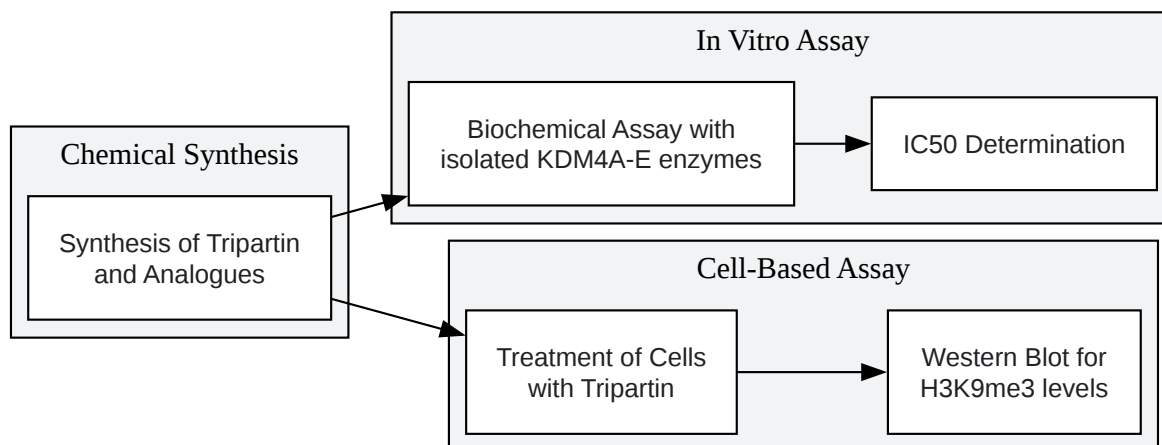 Chemical Synthesis
Synthesis of Tripartin
and Analogues
In Vitro Assay
Biochemical Assay with
isolated KDM4A-E enzymes
IC50 Determination
Cell-Based Assay
Treatment of Cells
with Tripartin
Western Blot for
H3K9me3 levels